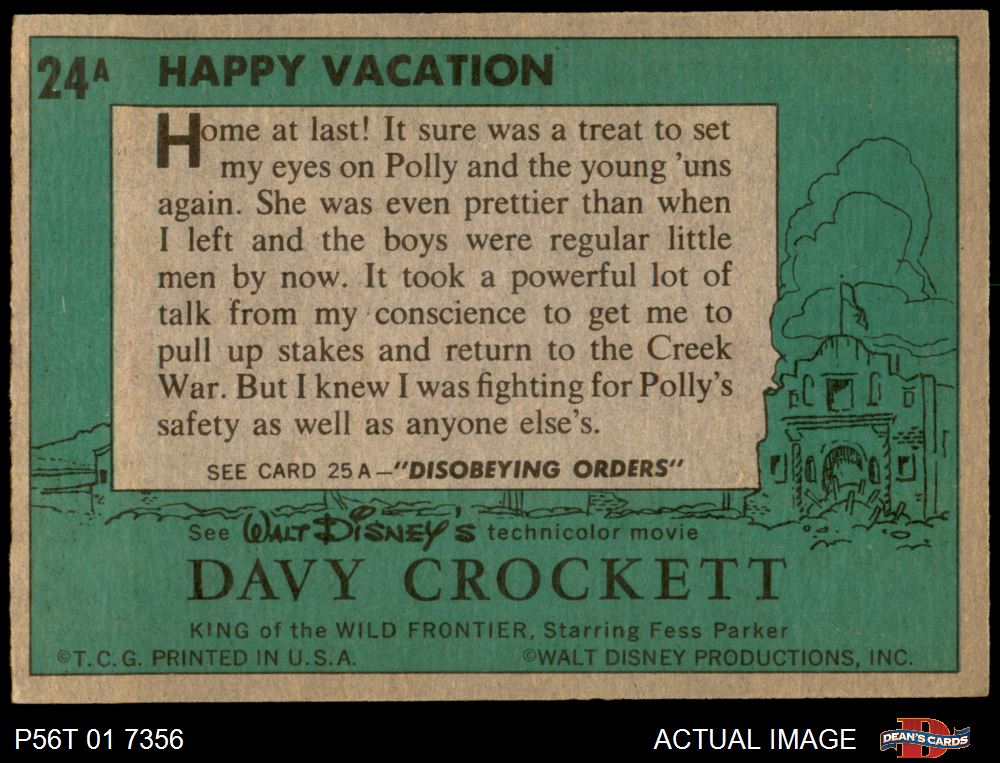 24A HAPPY VACATION
Home at last! It sure was a treat to set
my eyes on Polly and the young 'uns
again. She was even prettier than when
I left and the boys were regular little
men by now. It took a powerful lot of
talk from my conscience to get me to
pull up stakes and return to the Creek
War. But I knew I was fighting for Polly's
safety as well as anyone else's.
SEE CARD 25A—"DISOBEYING ORDERS"
See WALT DISNEY'S technicolor movie
DAVY CROCKETT
KING of the WILD FRONTIER, Starring Fess Parker
©T.C.G. PRINTED IN U.S.A. ©WALT DISNEY PRODUCTIONS, INC.
P56T 01 7356 ACTUAL IMAGE D DEAN'S CARDS